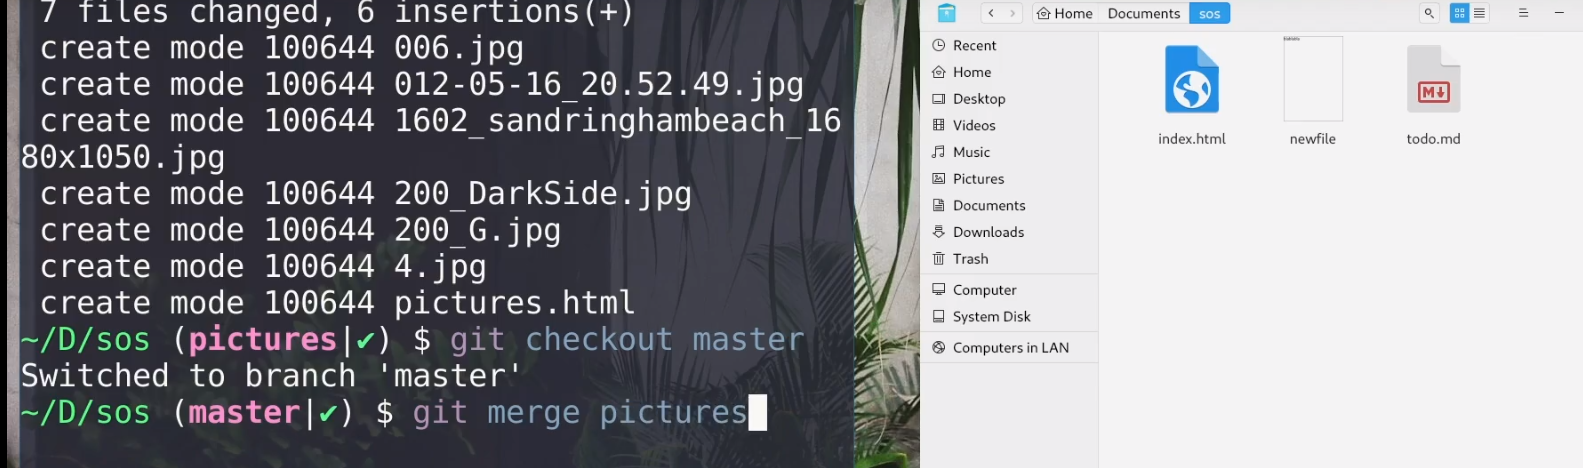 7 files changed, 6 insertions(+)
create mode 100644 006.jpg
create mode 100644 012-05-16_20.52.49.jpg
create mode 100644 1602_sandringhambeach_16
80x1050.jpg
create mode 100644 200_DarkSide.jpg
create mode 100644 200_G.jpg
create mode 100644 4.jpg
create mode 100644 pictures.html
~/D/sos (pictures|✔) $ git checkout master
Switched to branch 'master'
~/D/sos (master|✔) $ git merge pictures
Home Documents sos
Recent
Home
Desktop
Videos
Music
Pictures
Documents
Downloads
Trash
Computer
System Disk
Computers in LAN
M
index.html newfile todo.md